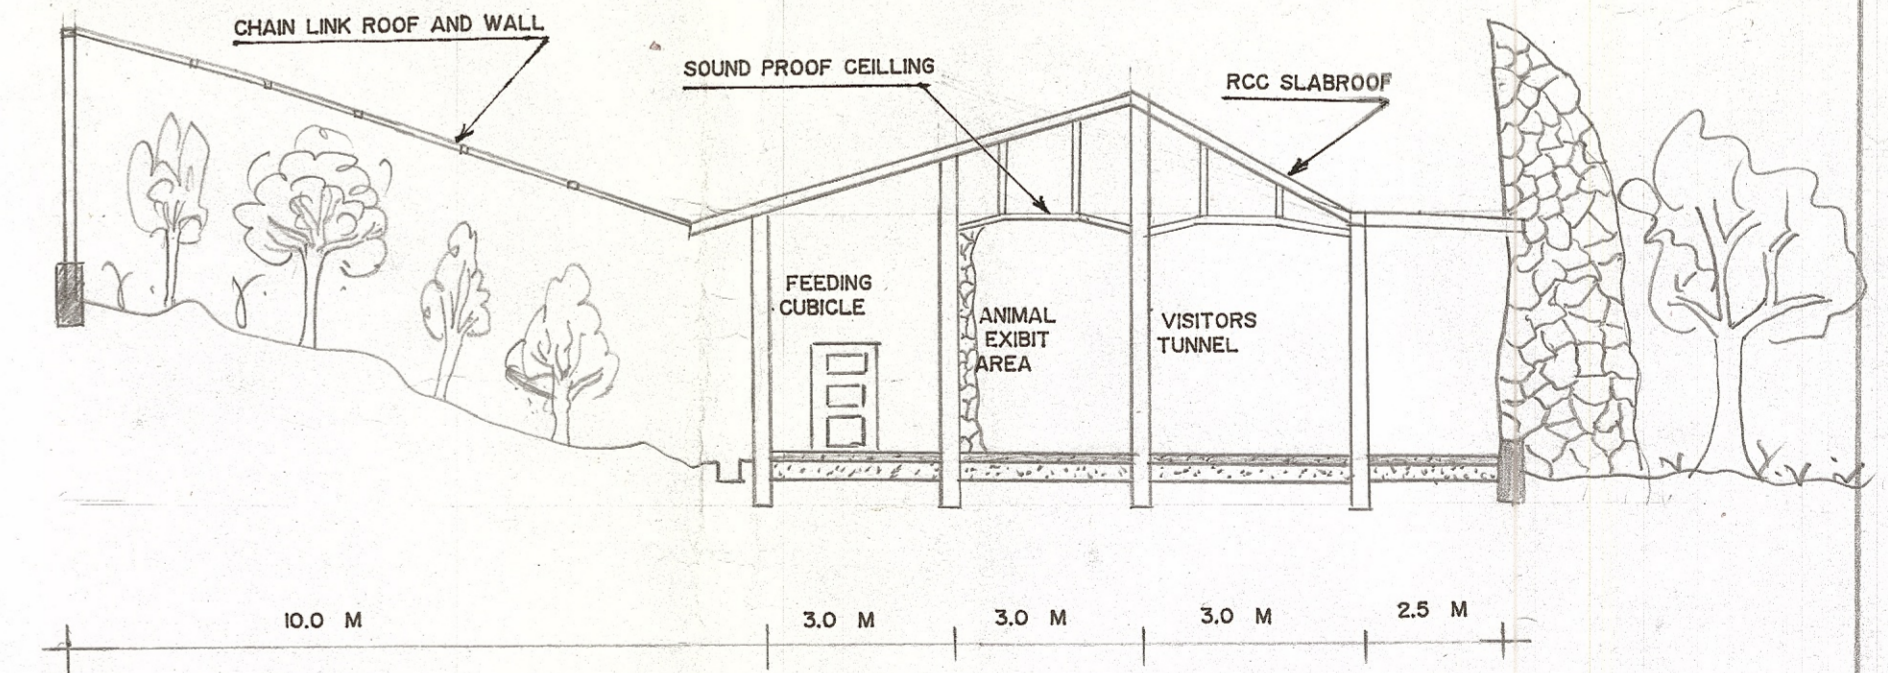 CHAIN LINK ROOF AND WALL
SOUND PROOF CEILLING
RCC SLABROOF
FEEDING
CUBICLE
ANIMAL
EXIBIT
AREA
VISITORS
TUNNEL
10.0 M
3.0 M
3.0 M
3.0 M
2.5 M